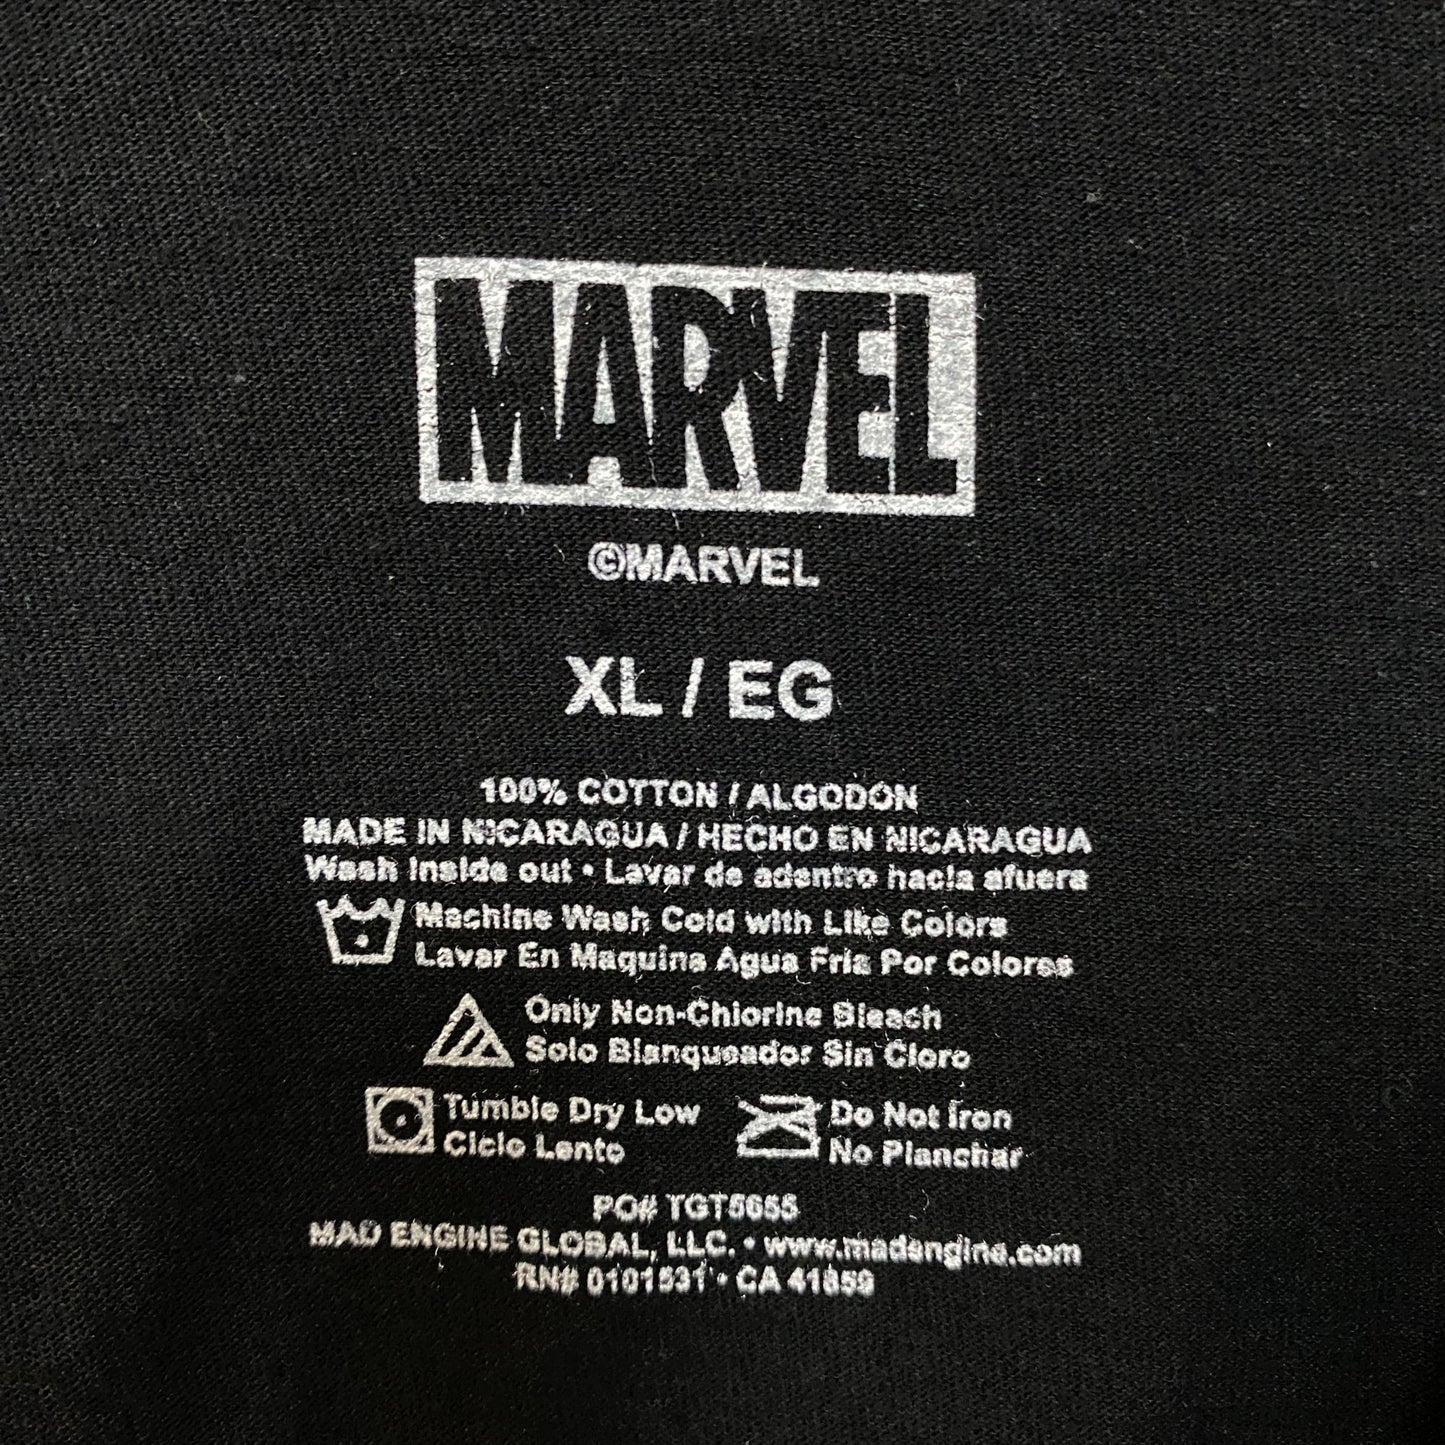 MARVEL
©MARVEL
XL / EG
100% COTTON / ALGODÓN
MADE IN NICARAGUA / HECHO EN NICARAGUA
Wash Inside out • Lavar de adentro hacia afuera
Machine Wash Cold with Like Colors
Lavar En Maquina Agua Fria Por Colores
Only Non-Chlorine Bleach
Solo Blanqueador Sin Cloro
Tumble Dry Low
Ciclo Lento
Do Not Iron
No Planchar
PO# TGT5655
MAD ENGINE GLOBAL, LLC. • www.madengine.com
RN# 0101531 • CA 41859